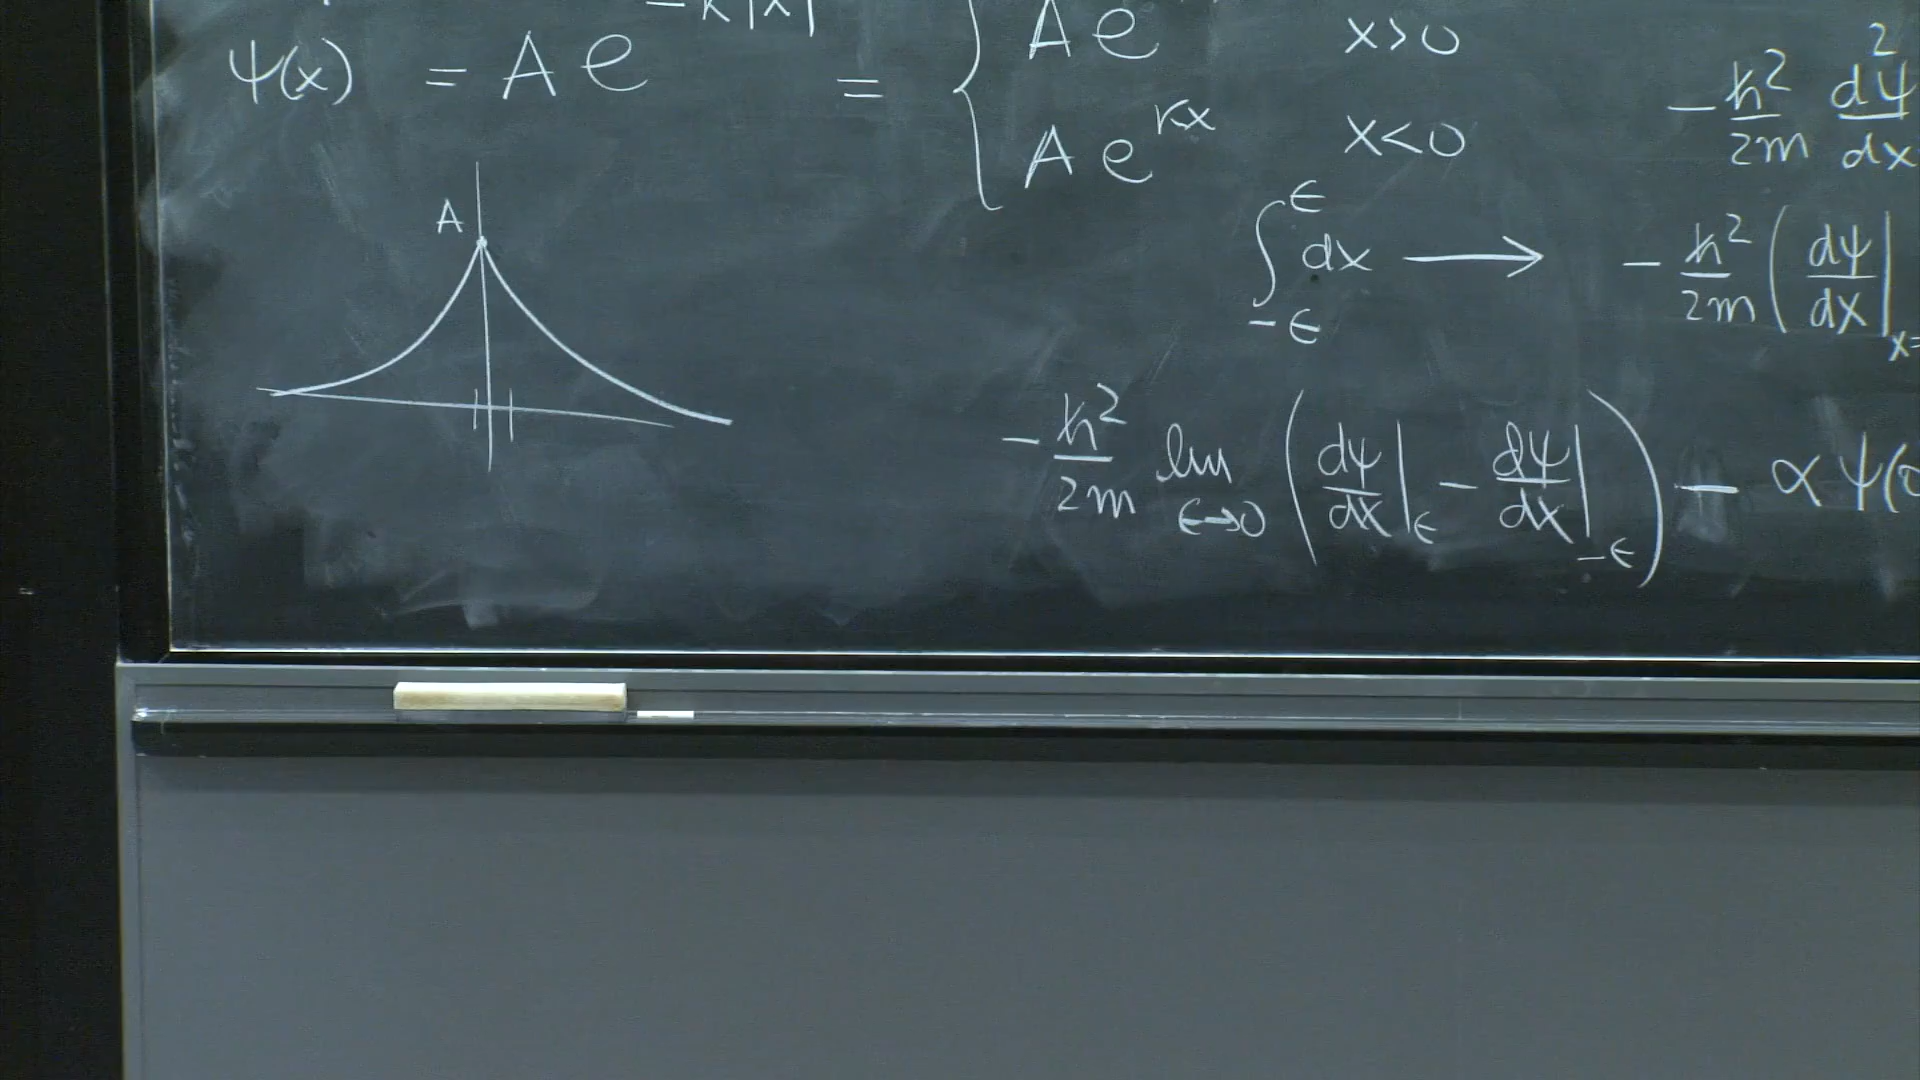 ψ(x) = A e^{-κ|x|} = { A e x>0
A e^{κx} x<0
-ħ²/2m d²ψ/dx
A
∫_{-ε}^{ε} dx ⟶ -ħ²/2m ( dψ/dx |_{x=
-ħ²/2m lim_{ε→0} ( dψ/dx |_{ε} - dψ/dx |_{-ε} ) - α ψ(0